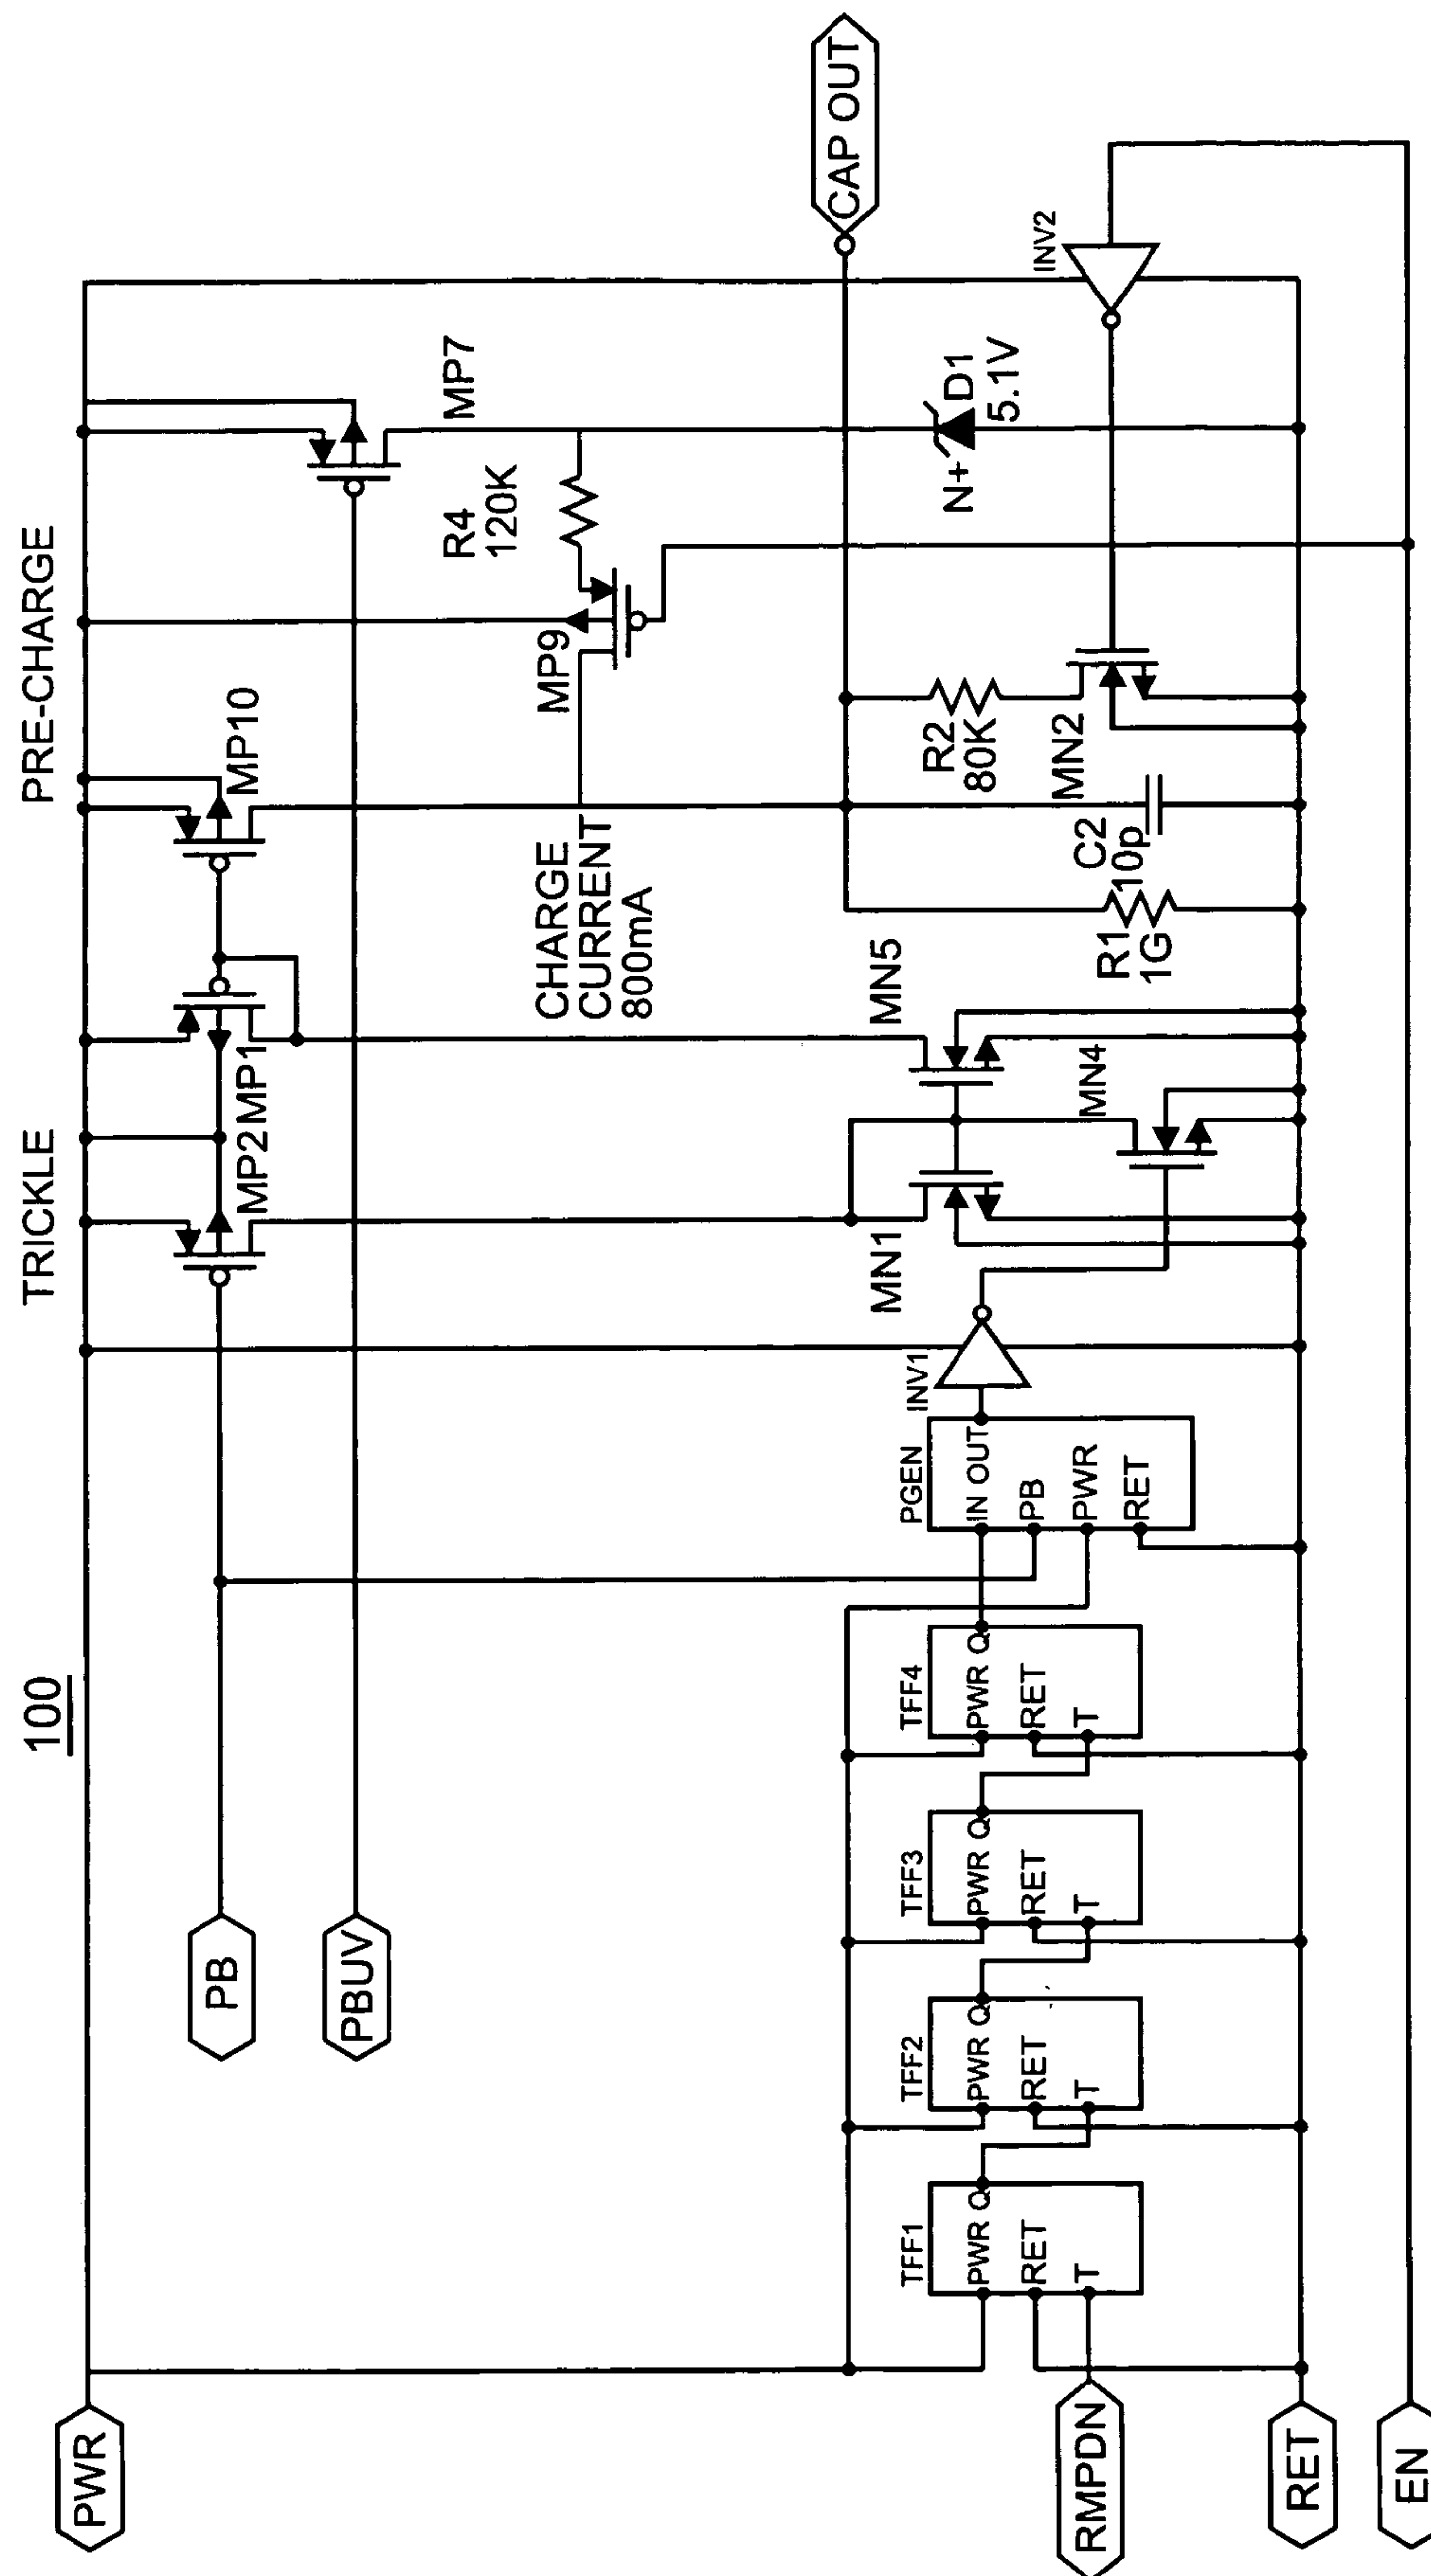 100
TRICKLE
PRE-CHARGE
PWR
PB
PBUV
MP2
MP1
MP10
MP7
R4
120K
MP9
CHARGE
CURRENT
800mA
CAP OUT
TFF1
PWR Q
RET
T
TFF2
PWR Q
RET
T
TFF3
PWR Q
RET
T
TFF4
PWR Q
RET
T
PGEN
IN OUT
PB
PWR
RET
INV1
MN1
MN5
MN4
R1
1G
C2
10p
R2
80K
MN2
N+
D1
5.1V
INV2
RMPDN
RET
EN